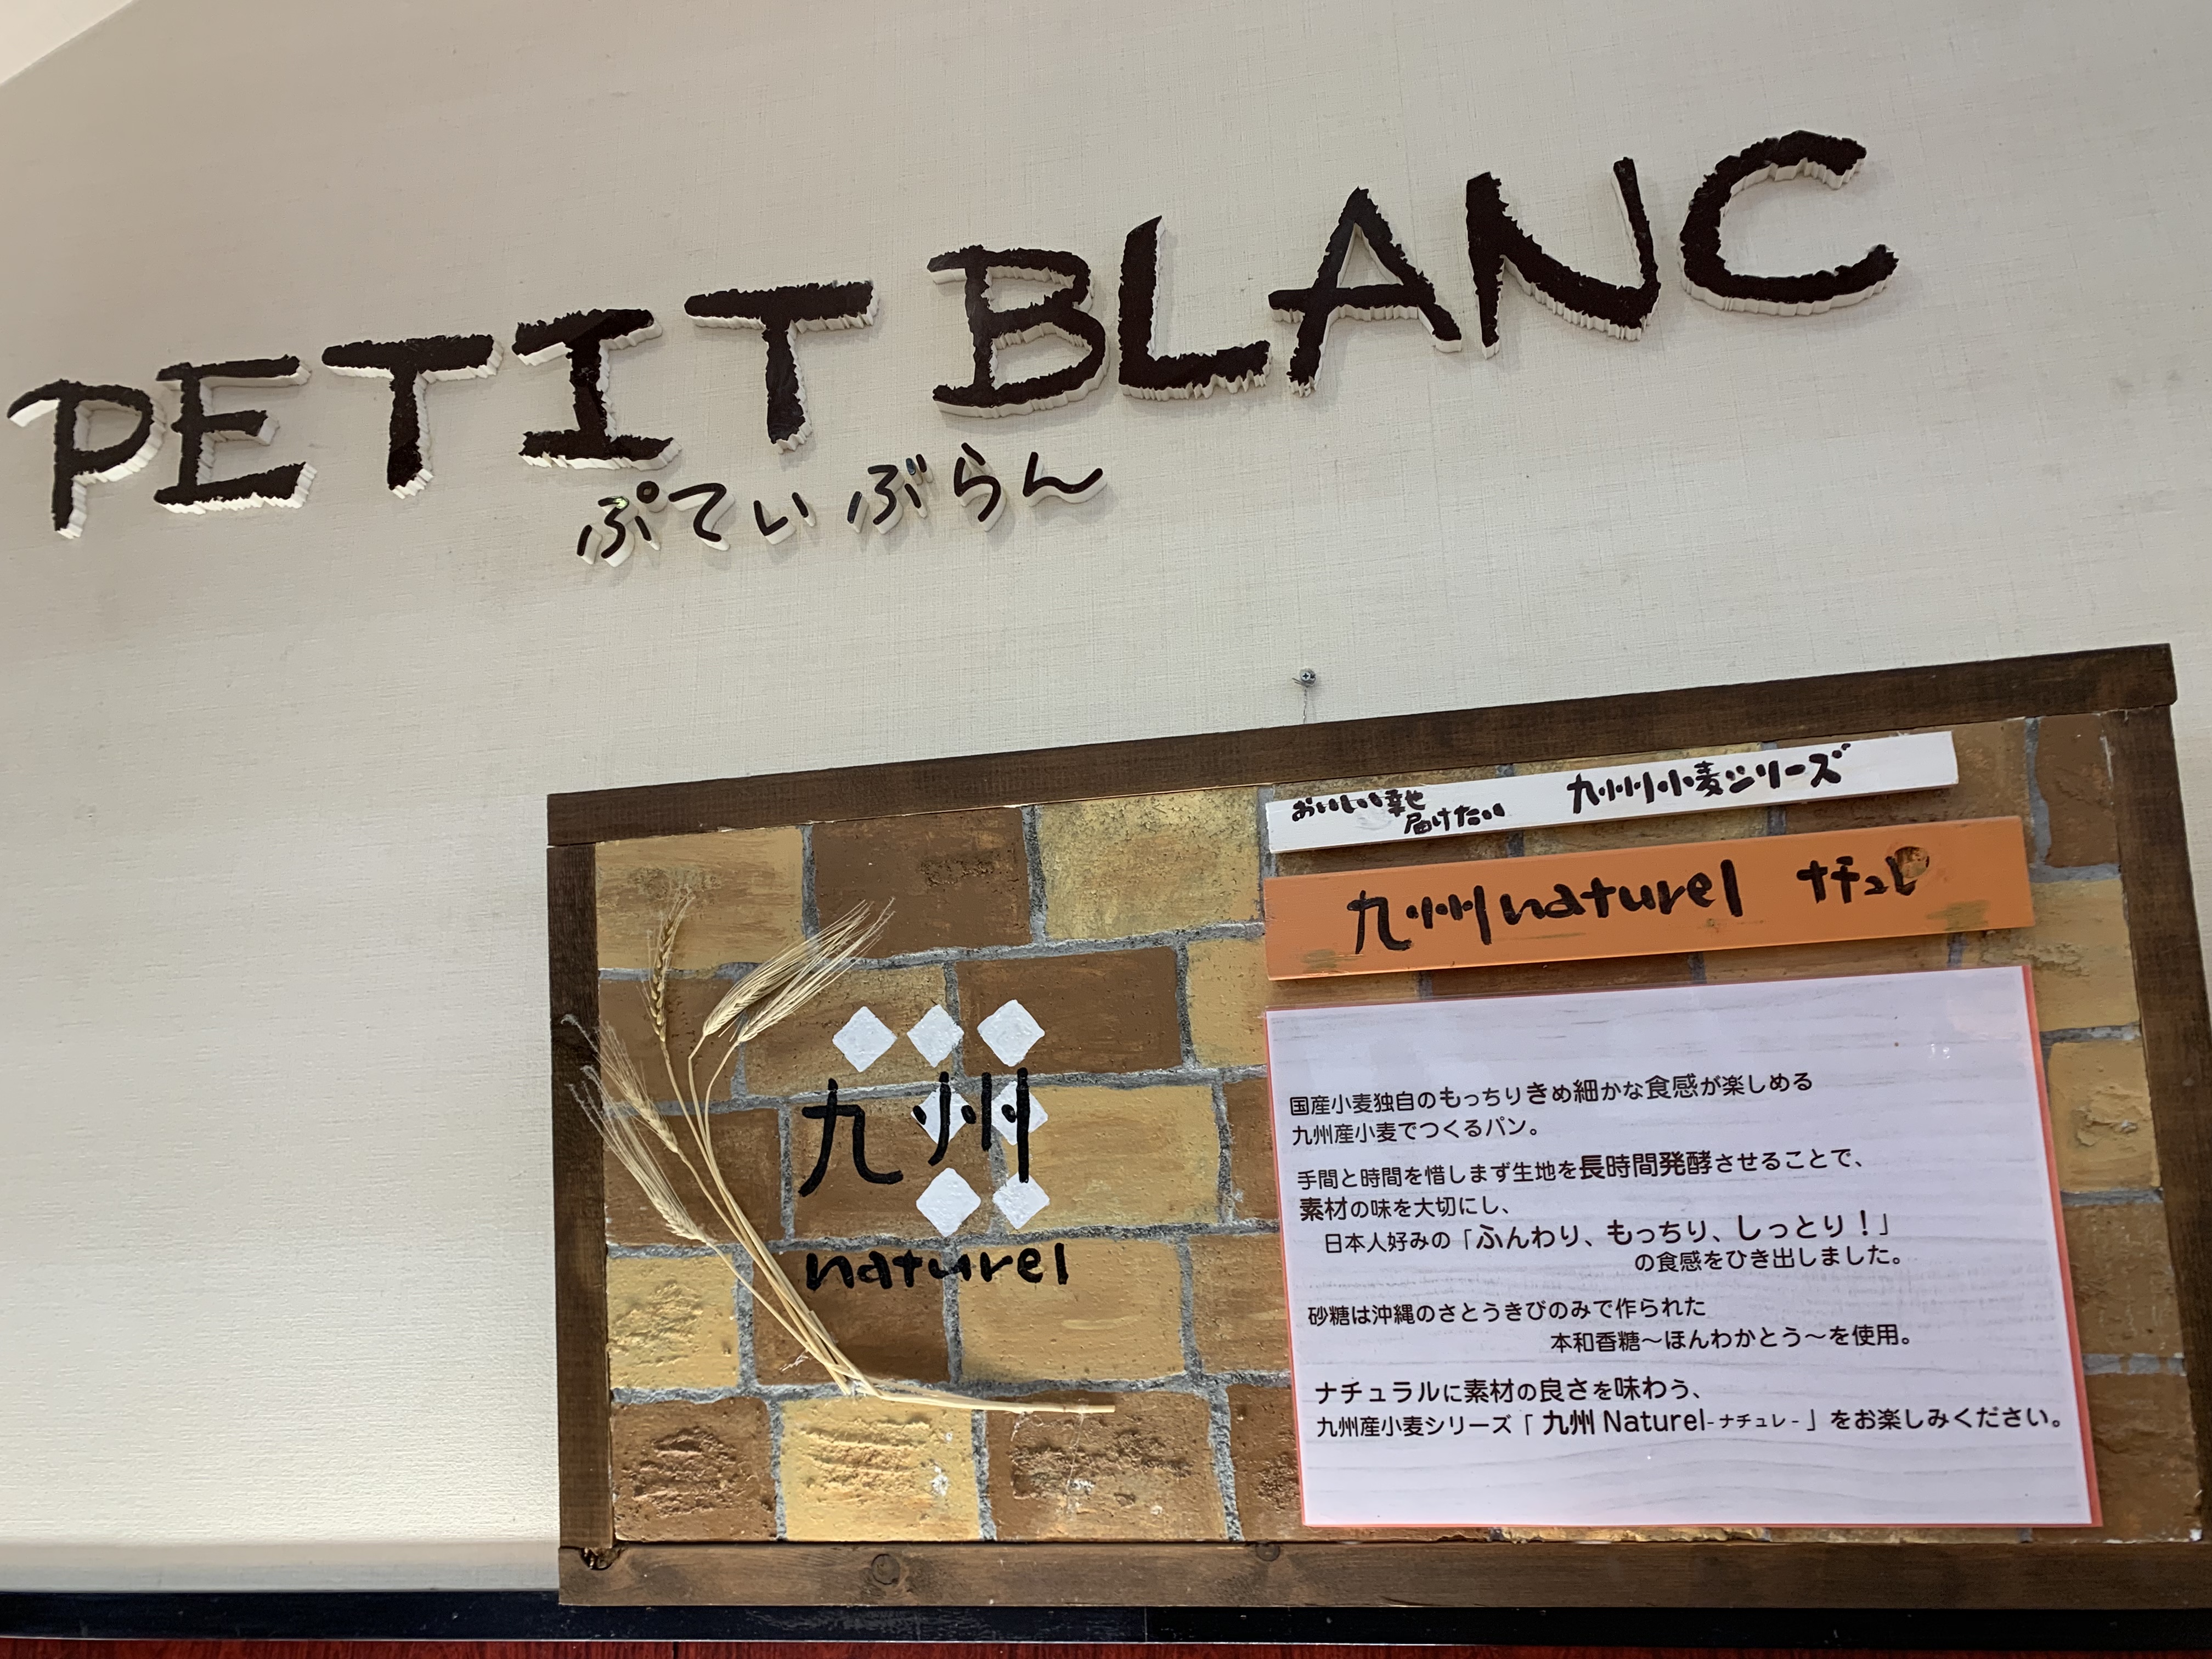 PETIT BLANC
ぷてぃ ぶらん
おいしい幸せ
届けたい
九州小麦シリーズ
九州naturel ナチュレ
九州
naturel
国産小麦独自のもっちりきめ細かな食感が楽しめる
九州産小麦でつくるパン。
手間と時間を惜しまず生地を長時間発酵させることで、
素材の味を大切にし、
日本人好みの「ふんわり、もっちり、しっとり！」
の食感をひき出しました。
砂糖は沖縄のさとうきびのみで作られた
本和香糖～ほんわかとう～を使用。
ナチュラルに素材の良さを味わう、
九州産小麦シリーズ「 九州 Naturel-ナチュレ-」をお楽しみください。